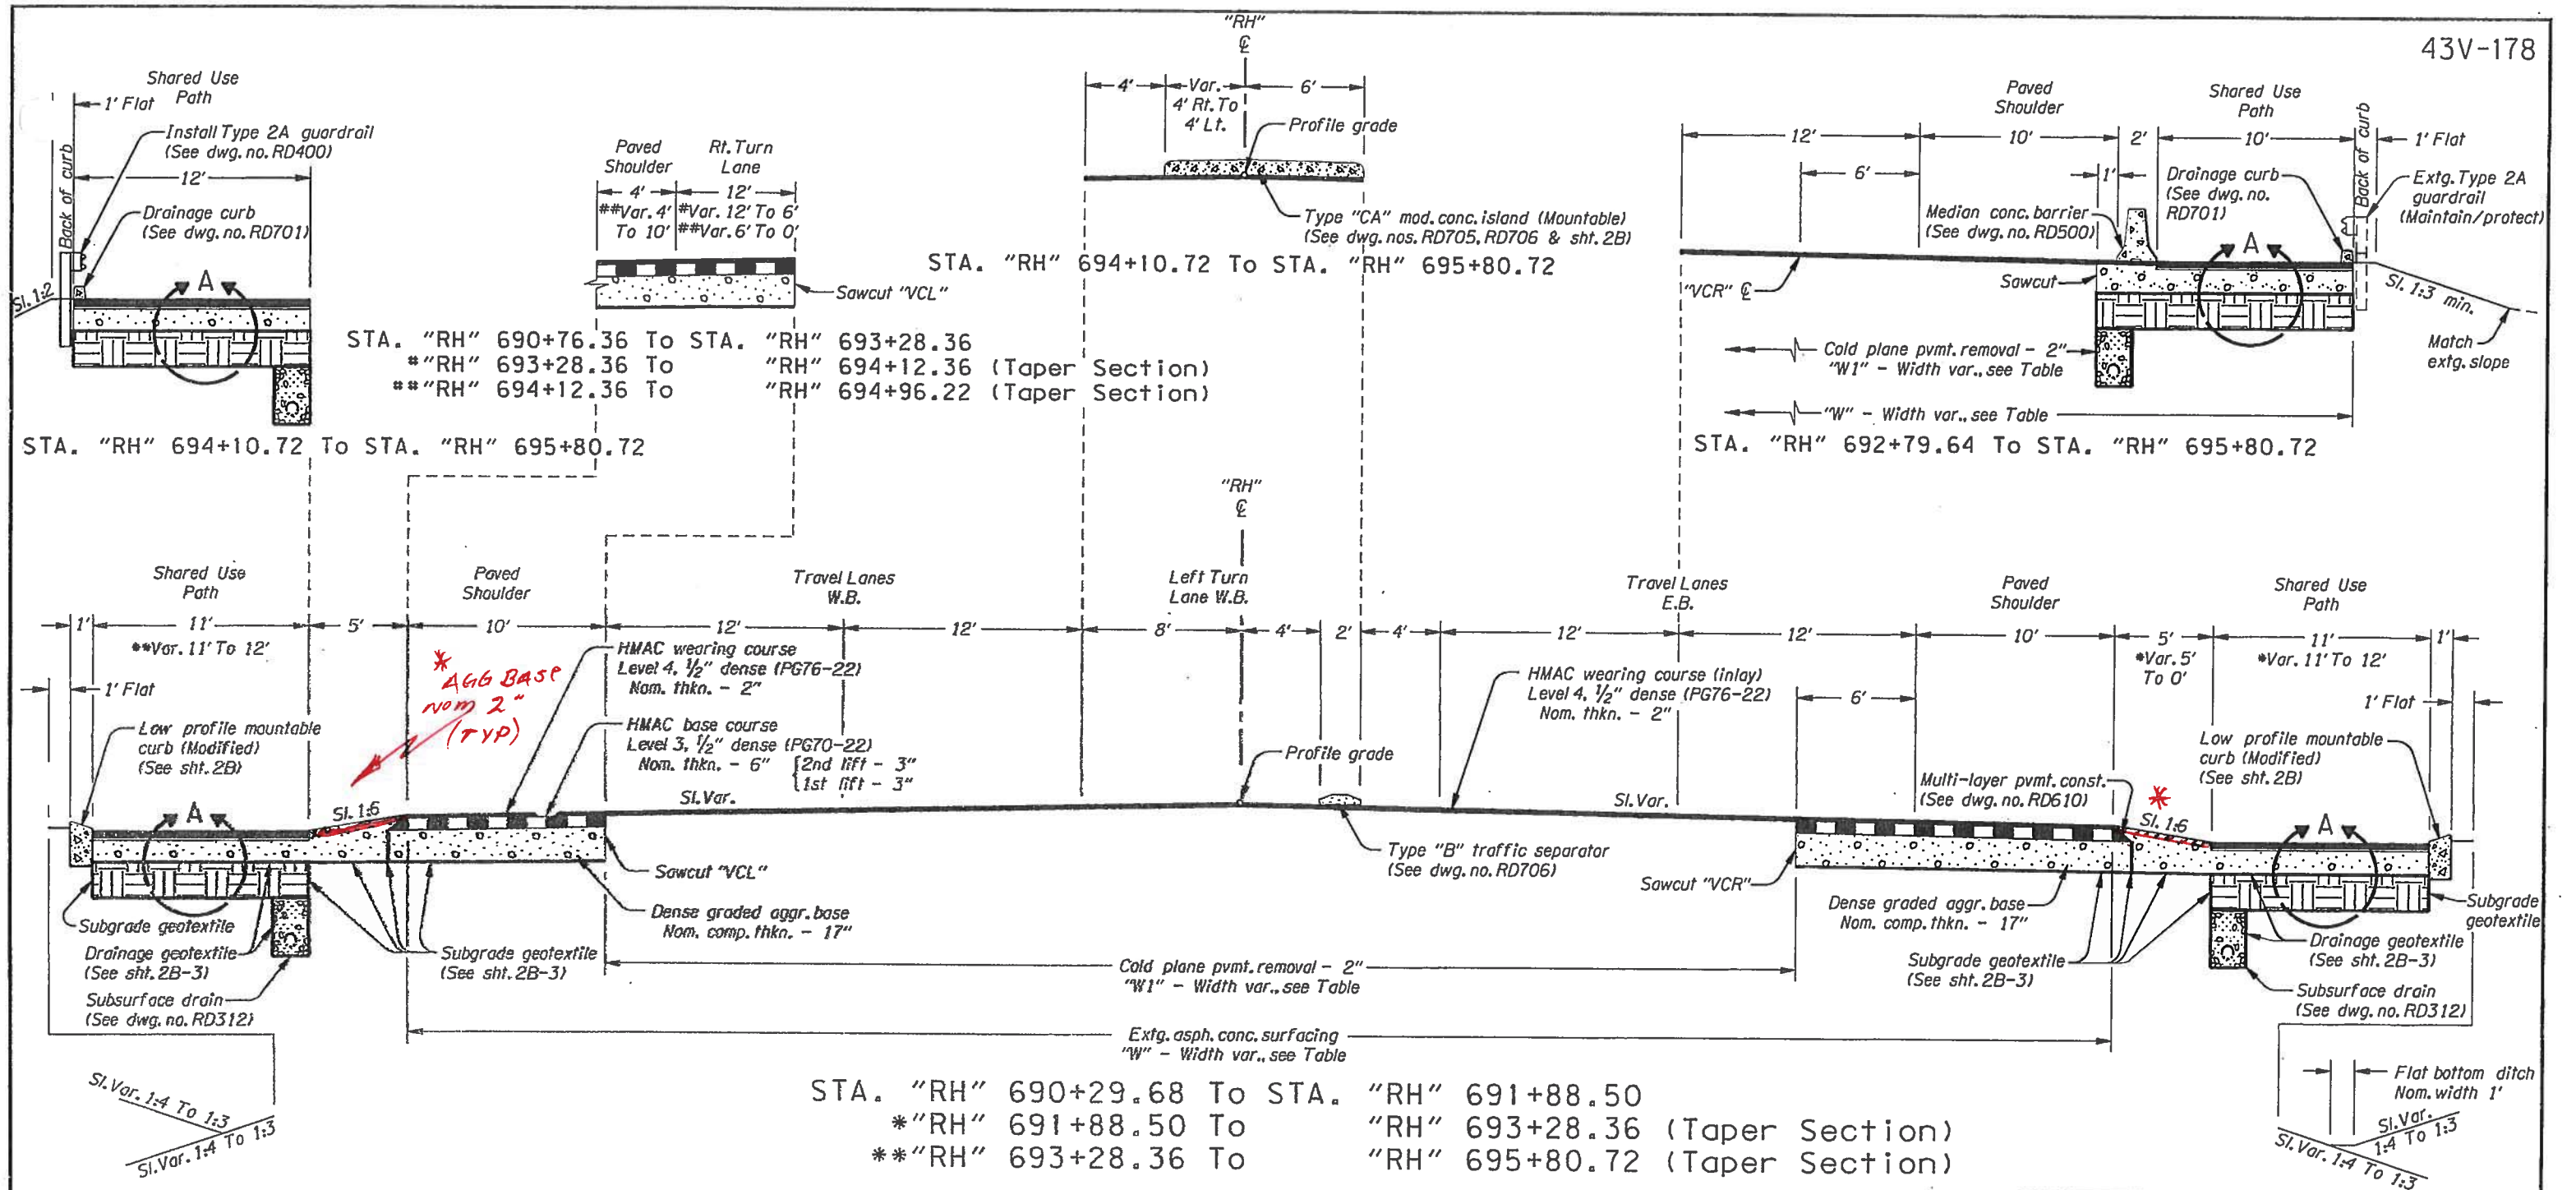 43V-178
Shared Use
Path
1' Flat
Install Type 2A guardrail
(See dwg. no. RD400)
12'
Back of curb
Drainage curb
(See dwg. no. RD701)
Sl. 1:2
A
STA. "RH" 694+10.72 To STA. "RH" 695+80.72
Paved
Shoulder
Rt. Turn
Lane
4'
12'
##Var. 4'
To 10'
#Var. 12' To 6'
##Var. 6' To 0'
Sawcut "VCL"
STA. "RH" 690+76.36 To STA. "RH" 693+28.36
#"RH" 693+28.36 To "RH" 694+12.36 (Taper Section)
##"RH" 694+12.36 To "RH" 694+96.22 (Taper Section)
"RH"
℄
4'
Var.
4' Rt. To
4' Lt.
6'
Profile grade
Type "CA" mod. conc. island (Mountable)
(See dwg. nos. RD705, RD706 & sht. 2B)
STA. "RH" 694+10.72 To STA. "RH" 695+80.72
Paved
Shoulder
Shared Use
Path
12'
10'
2'
10'
1' Flat
6'
1'
Back of curb
Drainage curb
(See dwg. no.
RD701)
Extg. Type 2A
guardrail
(Maintain/protect)
Median conc. barrier
(See dwg. no. RD500)
A
"VCR" ℄
Sawcut
Sl. 1:3 min.
Match
extg. slope
Cold plane pvmt. removal - 2"
"W1" - Width var., see Table
"W" - Width var., see Table
STA. "RH" 692+79.64 To STA. "RH" 695+80.72
"RH"
℄
Shared Use
Path
Paved
Shoulder
Travel Lanes
W.B.
Left Turn
Lane W.B.
Travel Lanes
E.B.
Paved
Shoulder
Shared Use
Path
1'
11'
5'
10'
12'
12'
8'
4'
2'
4'
12'
12'
10'
5'
11'
1'
**Var. 11' To 12'
*Var. 5'
To 0'
*Var. 11' To 12'
1' Flat
6'
1' Flat
* AGG BASE
NOM 2"
(TYP)
HMAC wearing course
Level 4, 1/2" dense (PG76-22)
Nom. thkn. - 2"
HMAC base course
Level 3, 1/2" dense (PG70-22)
Nom. thkn. - 6" {2nd lift - 3"
{1st lift - 3"
HMAC wearing course (inlay)
Level 4, 1/2" dense (PG76-22)
Nom. thkn. - 2"
Low profile mountable
curb (Modified)
(See sht. 2B)
Profile grade
Low profile mountable
curb (Modified)
(See sht. 2B)
Multi-layer pvmt. const.
(See dwg. no. RD610)
*
A
Sl. 1:6
Sl. Var.
Sl. Var.
Sl. 1:6
A
Sawcut "VCL"
Type "B" traffic separator
(See dwg. no. RD706)
Sawcut "VCR"
Dense graded aggr. base
Nom. comp. thkn. - 17"
Dense graded aggr. base
Nom. comp. thkn. - 17"
Subgrade geotextile
Drainage geotextile
(See sht. 2B-3)
Subgrade geotextile
(See sht. 2B-3)
Subsurface drain
(See dwg. no. RD312)
Cold plane pvmt. removal - 2"
"W1" - Width var., see Table
Subgrade geotextile
(See sht. 2B-3)
Subgrade
geotextile
Drainage geotextile
(See sht. 2B-3)
Subsurface drain
(See dwg. no. RD312)
Extg. asph. conc. surfacing
"W" - Width var., see Table
Sl. Var. 1:4 To 1:3
Sl. Var. 1:4 To 1:3
Flat bottom ditch
Nom. width 1'
Sl. Var.
1:4 To 1:3
Sl. Var. 1:4 To 1:3
STA. "RH" 690+29.68 To STA. "RH" 691+88.50
*"RH" 691+88.50 To "RH" 693+28.36 (Taper Section)
**"RH" 693+28.36 To "RH" 695+80.72 (Taper Section)